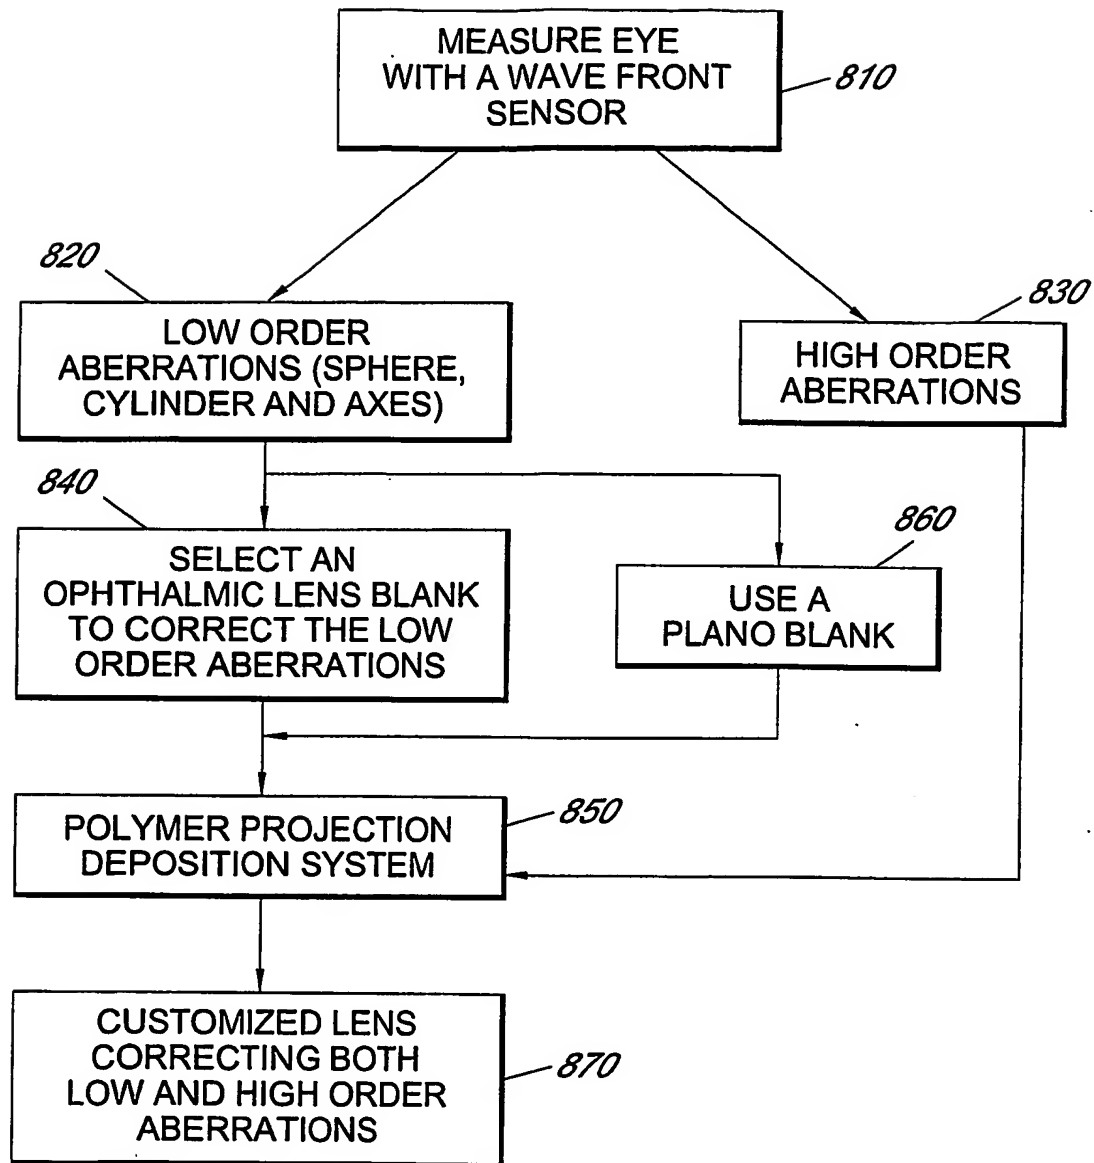 MEASURE EYE
WITH A WAVE FRONT
SENSOR
810
820
LOW ORDER
ABERRATIONS (SPHERE,
CYLINDER AND AXES)
830
HIGH ORDER
ABERRATIONS
840
SELECT AN
OPHTHALMIC LENS BLANK
TO CORRECT THE LOW
ORDER ABERRATIONS
860
USE A
PLANO BLANK
POLYMER PROJECTION
DEPOSITION SYSTEM
850
CUSTOMIZED LENS
CORRECTING BOTH
LOW AND HIGH ORDER
ABERRATIONS
870